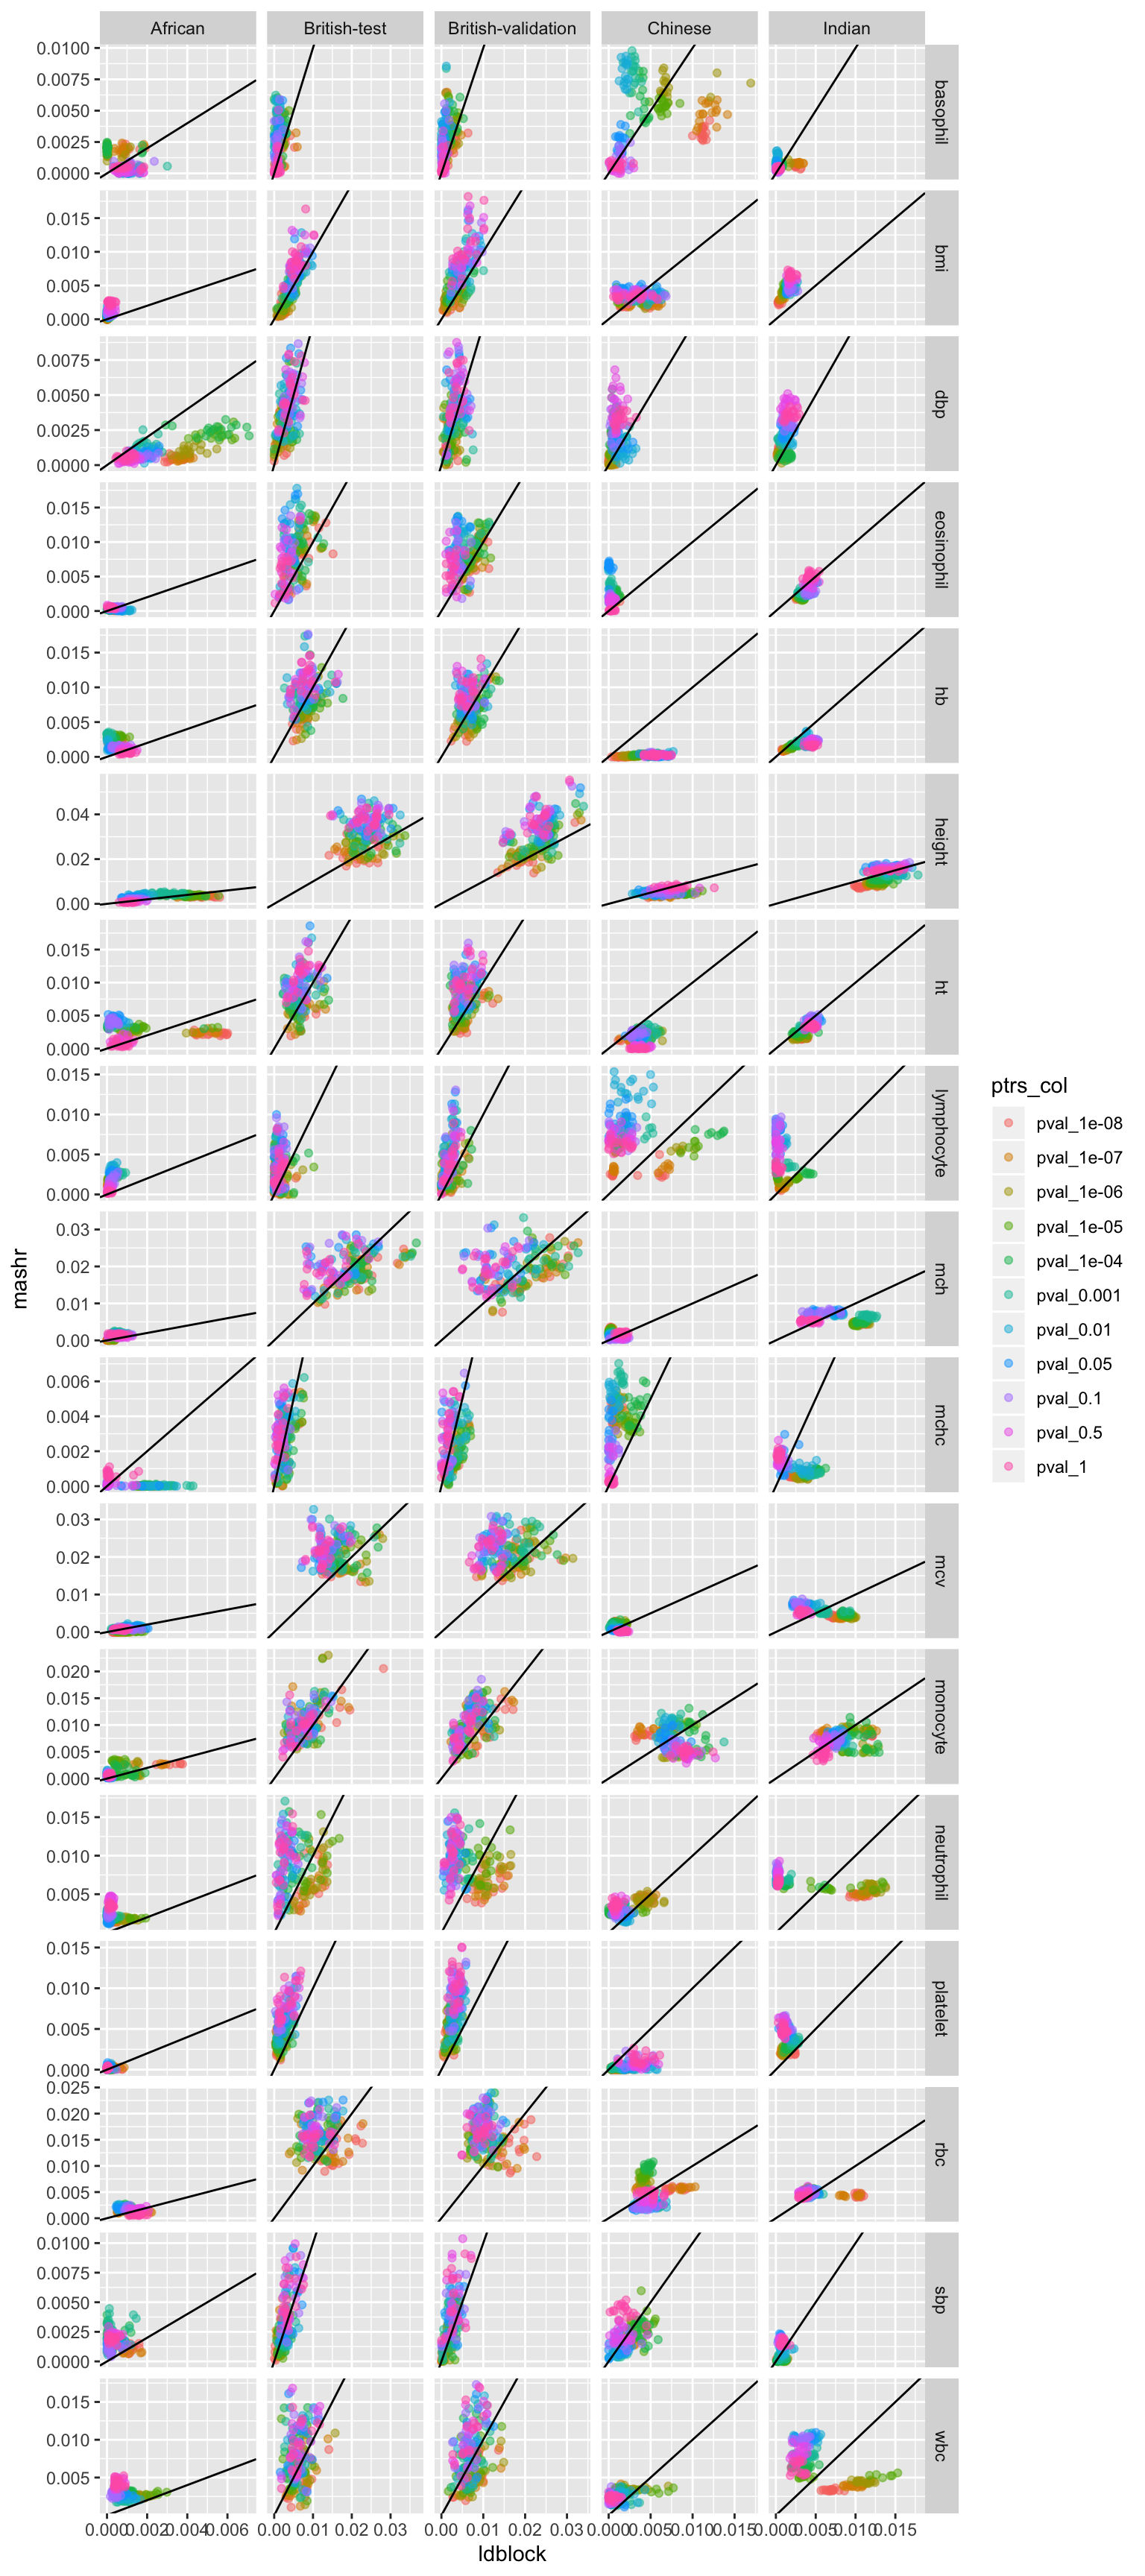 African British-test British-validation Chinese Indian
0.0100
0.0075
0.0050
0.0025
0.0000
basophil
0.015
0.010
0.005
0.000
bmi
0.0075
0.0050
0.0025
0.0000
dbp
0.015
0.010
0.005
0.000
eosinophil
0.015
0.010
0.005
0.000
hb
0.04
0.02
0.00
height
0.015
0.010
0.005
0.000
ht
0.015
0.010
0.005
0.000
lymphocyte
0.03
0.02
0.01
0.00
mch
0.006
0.004
0.002
0.000
mchc
0.03
0.02
0.01
0.00
mcv
0.020
0.015
0.010
0.005
0.000
monocyte
0.015
0.010
0.005
neutrophil
0.015
0.010
0.005
0.000
platelet
0.025
0.020
0.015
0.010
0.005
0.000
rbc
0.0100
0.0075
0.0050
0.0025
0.0000
sbp
0.015
0.010
0.005
wbc
0.000 0.002 0.004 0.006 0.00 0.01 0.02 0.03 0.00 0.01 0.02 0.03 0.000 0.005 0.010 0.015 0.000 0.005 0.010 0.015
ldblock
mashr
ptrs_col
pval_1e-08
pval_1e-07
pval_1e-06
pval_1e-05
pval_1e-04
pval_0.001
pval_0.01
pval_0.05
pval_0.1
pval_0.5
pval_1